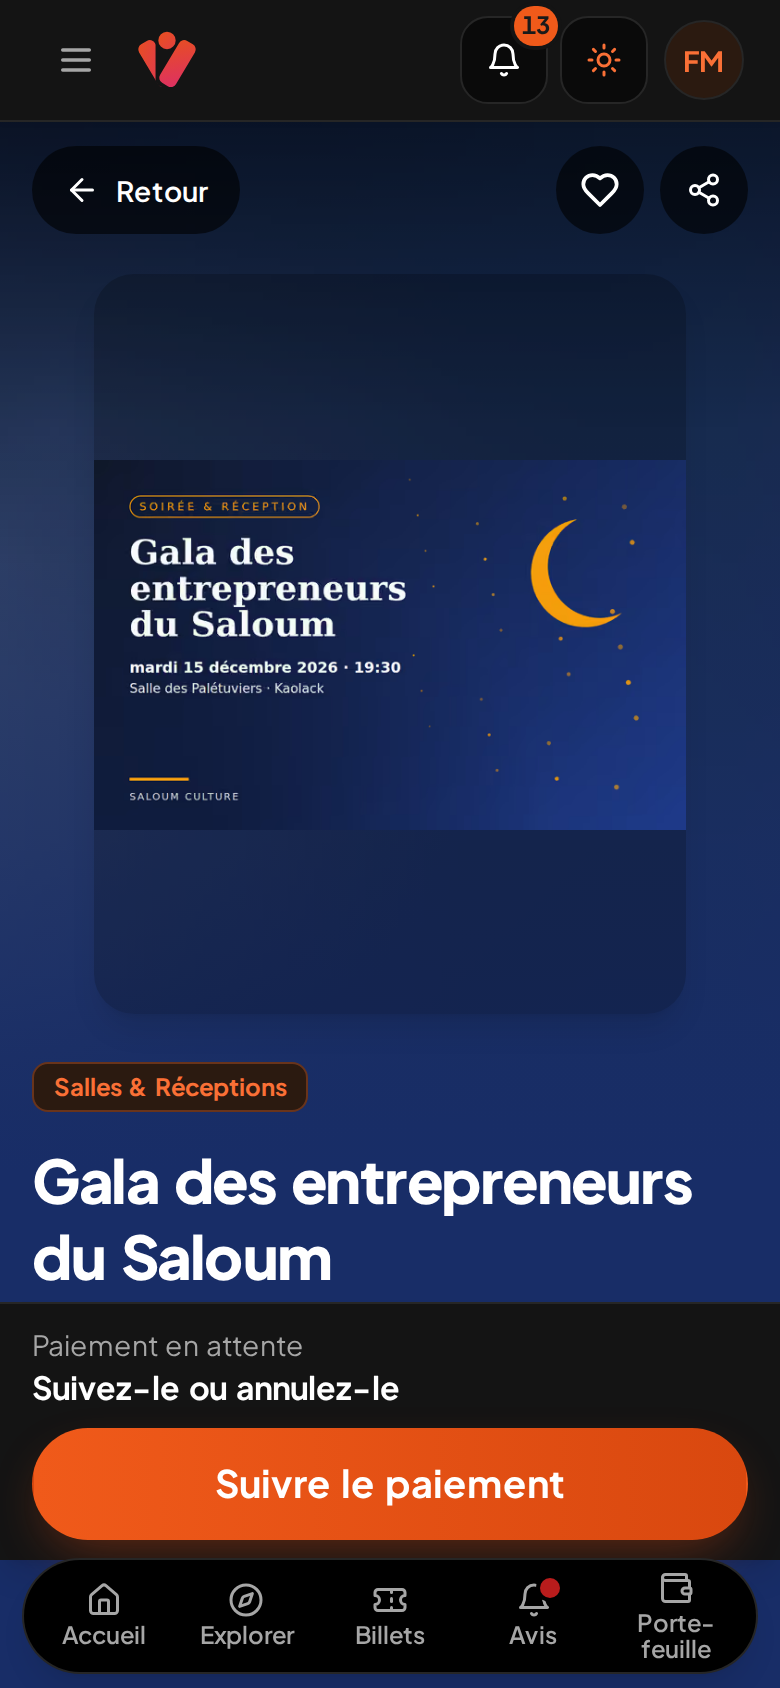 13
FM
Retour
SOIRÉE & RÉCEPTION
Gala des
entrepreneurs
du Saloum
mardi 15 décembre 2026 · 19:30
Salle des Palétuviers · Kaolack
SALOUM CULTURE
Salles & Réceptions
Gala des entrepreneurs
du Saloum
Paiement en attente
Suivez-le ou annulez-le
Suivre le paiement
Accueil
Explorer
Billets
Avis
Porte-
feuille